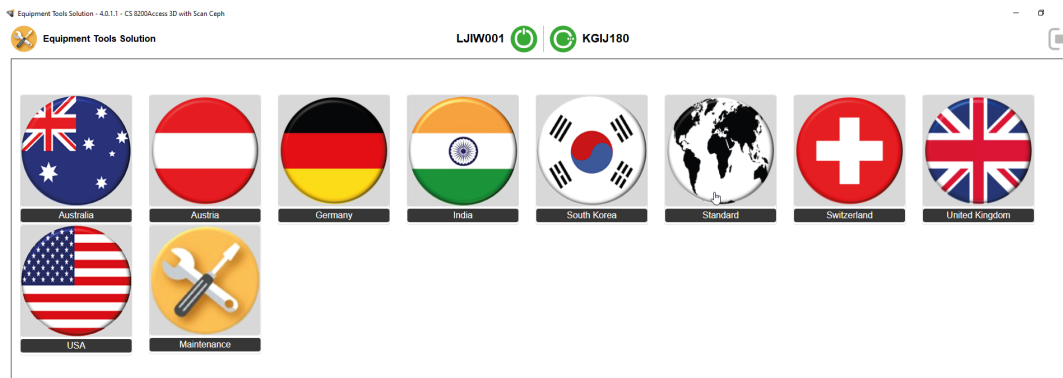 Equipment Tools Solution - 4.0.1.1 - CS 8200Access 3D with Scan Ceph
Equipment Tools Solution
LJIW001
KGIJ180
Australia
Austria
Germany
India
South Korea
Standard
Switzerland
United Kingdom
USA
Maintenance